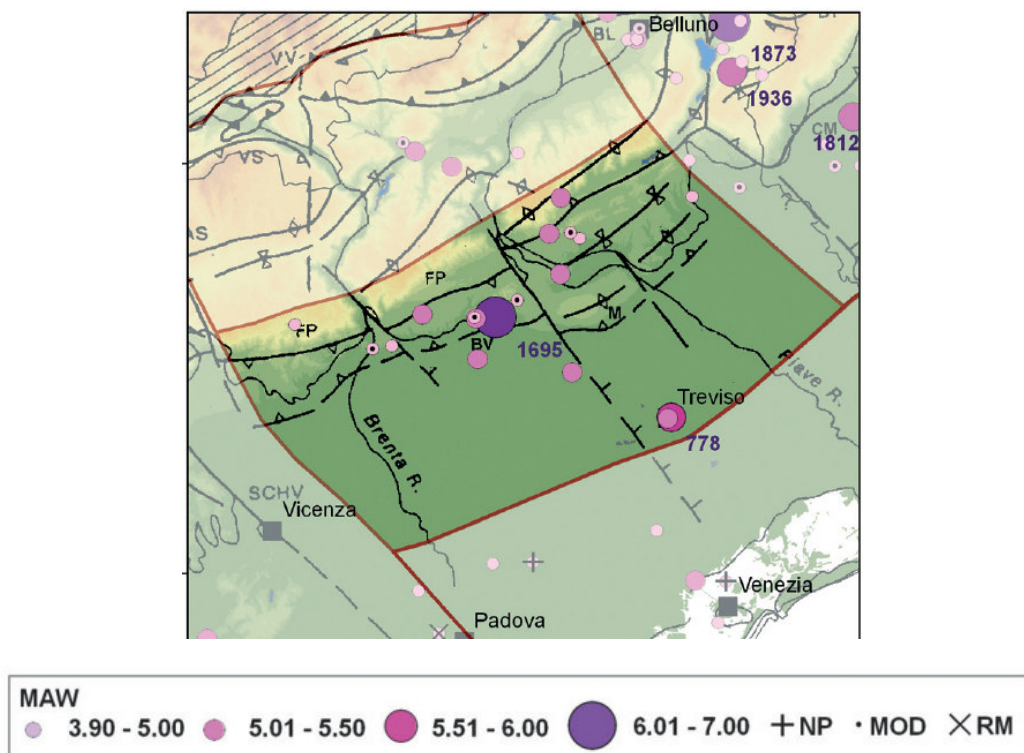 BL
Belluno
BI
1873
1936
CM
1812
VV
VS
AS
FP
FP
M
BV
1695
Piave R.
Treviso
778
Brenta R.
SCHV
Vicenza
Venezia
Padova
MAW
3.90 - 5.00 5.01 - 5.50 5.51 - 6.00 6.01 - 7.00 NP MOD RM